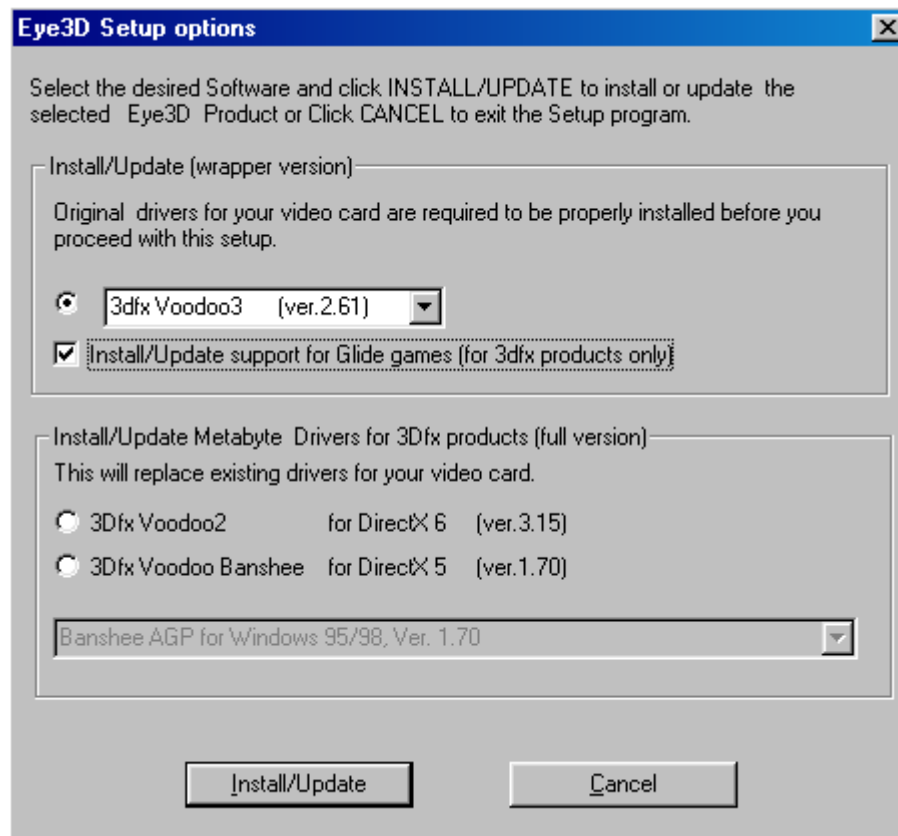 Eye3D Setup options
Select the desired Software and click INSTALL/UPDATE to install or update the
selected Eye3D Product or Click CANCEL to exit the Setup program.
Install/Update (wrapper version)
Original drivers for your video card are required to be properly installed before you
proceed with this setup.
3dfx Voodoo3 (ver.2.61)
Install/Update support for Glide games (for 3dfx products only)
Install/Update Metabyte Drivers for 3Dfx products (full version)
This will replace existing drivers for your video card.
3Dfx Voodoo2 for DirectX 6 (ver.3.15)
3Dfx Voodoo Banshee for DirectX 5 (ver.1.70)
Banshee AGP for Windows 95/98, Ver. 1.70
Install/Update Cancel